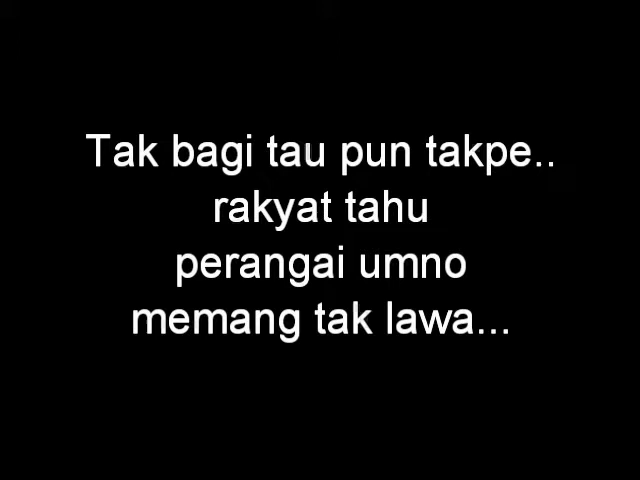 Tak bagi tau pun takpe..
rakyat tahu
perangai umno
memang tak lawa...